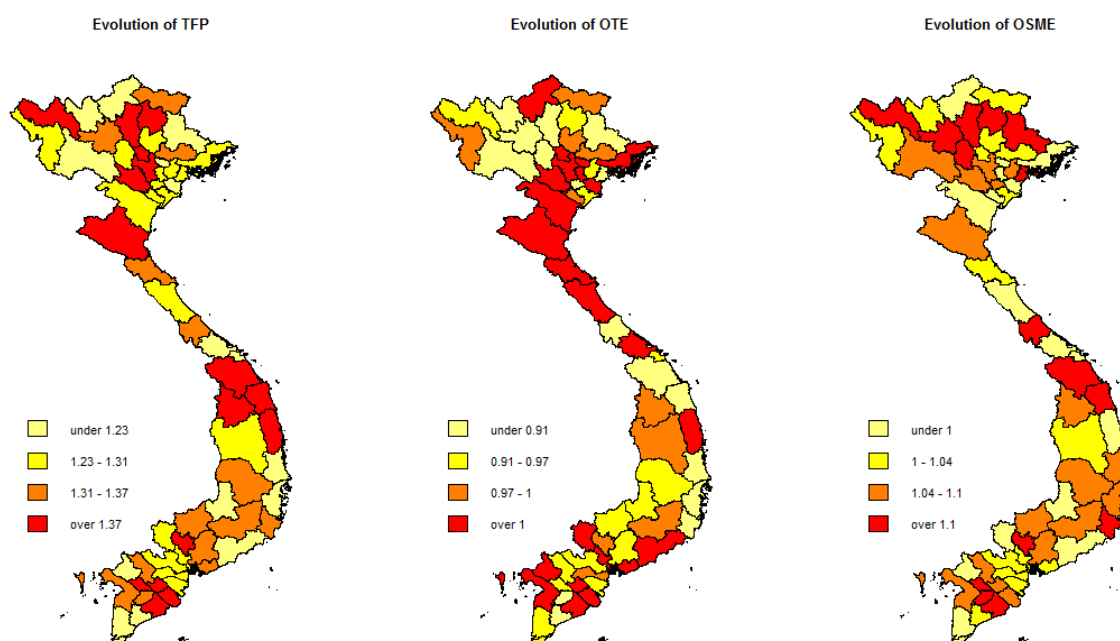 Evolution of TFP
Evolution of OTE
Evolution of OSME
under 1.23
1.23 - 1.31
1.31 - 1.37
over 1.37
under 0.91
0.91 - 0.97
0.97 - 1
over 1
under 1
1 - 1.04
1.04 - 1.1
over 1.1